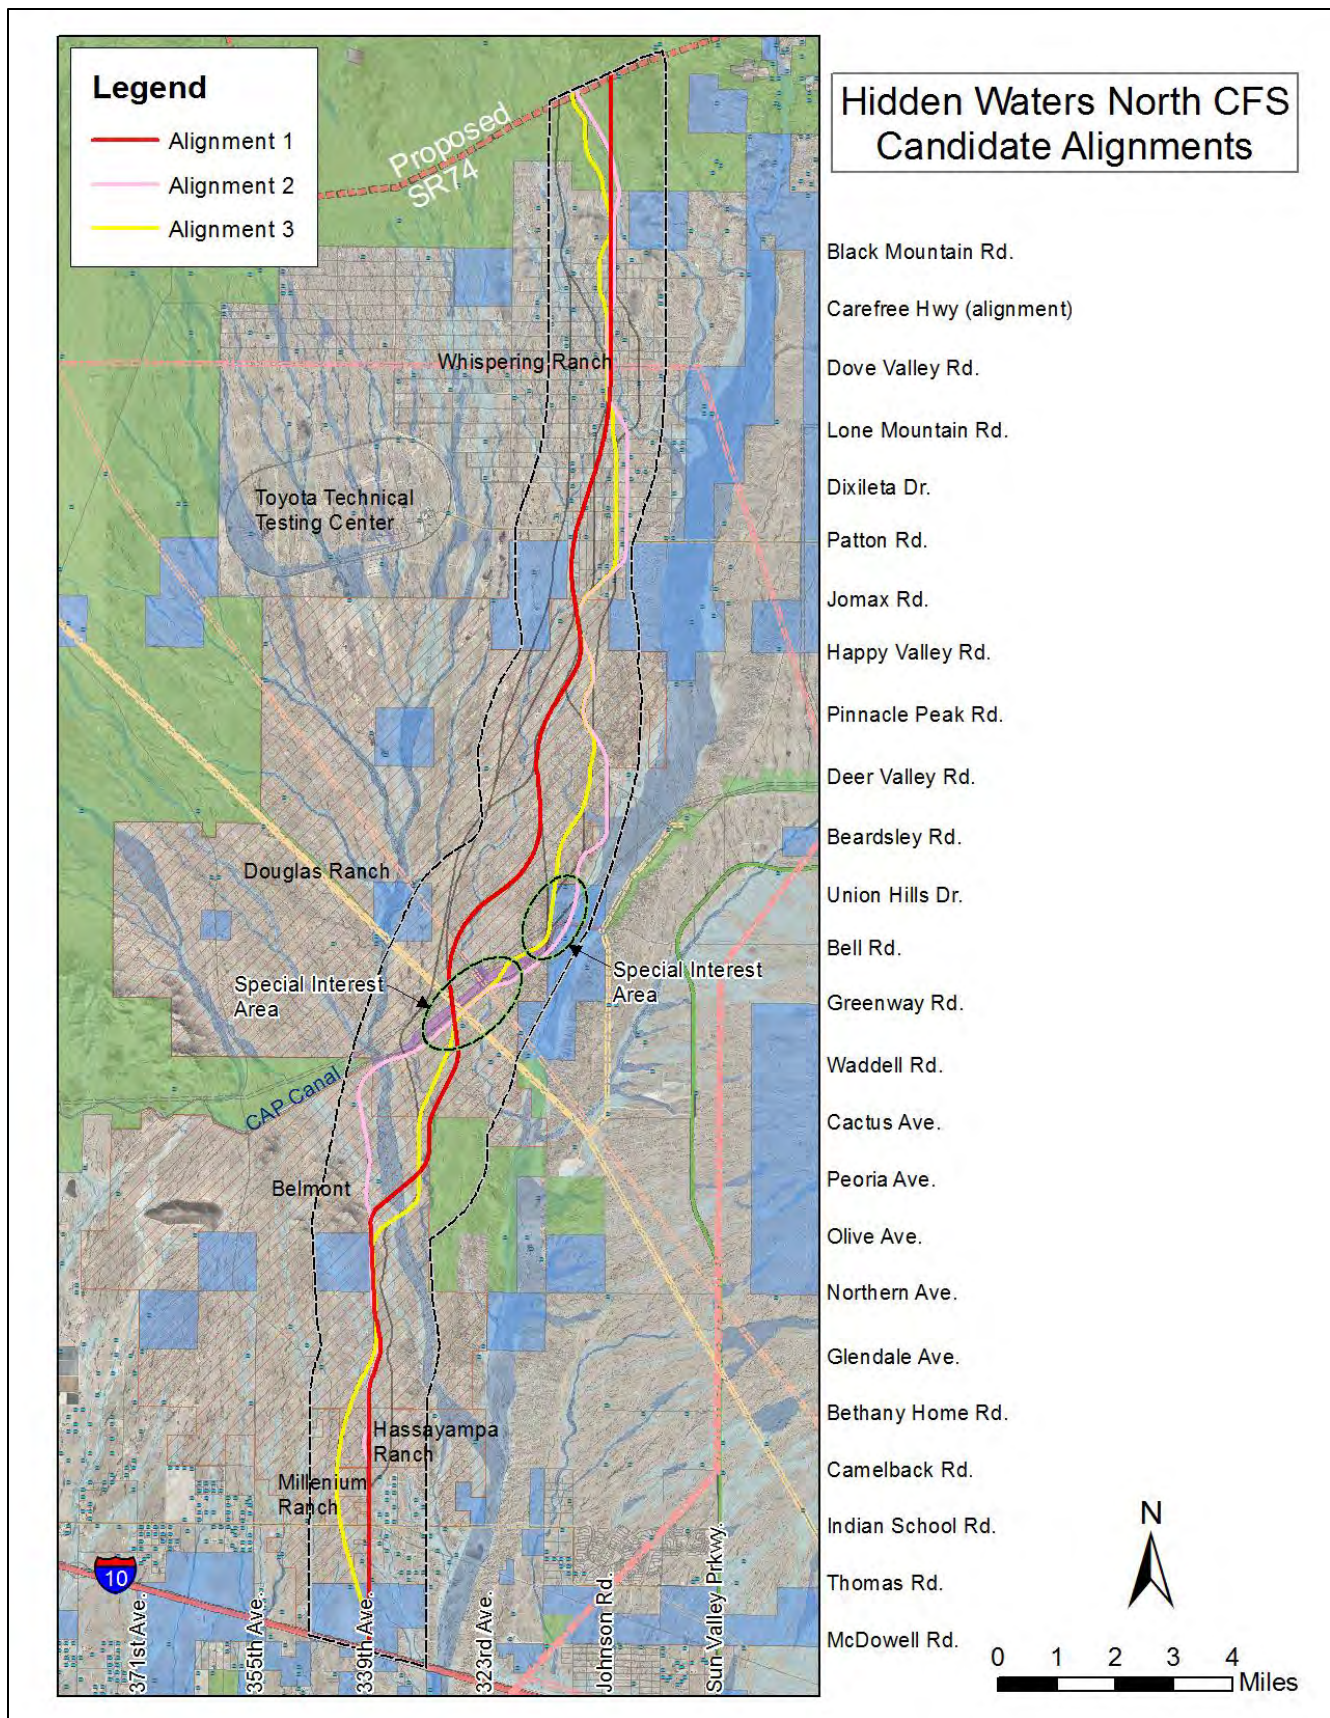 Legend
Alignment 1
Alignment 2
Alignment 3
Hidden Waters North CFS
Candidate Alignments
Proposed
SR74
Black Mountain Rd.
Carefree Hwy (alignment)
Whispering Ranch
Dove Valley Rd.
Lone Mountain Rd.
Toyota Technical
Testing Center
Dixileta Dr.
Patton Rd.
Jomax Rd.
Happy Valley Rd.
Pinnacle Peak Rd.
Deer Valley Rd.
Beardsley Rd.
Douglas Ranch
Union Hills Dr.
Bell Rd.
Special Interest
Area
Special Interest
Area
Greenway Rd.
Waddell Rd.
CAP Canal
Cactus Ave.
Belmont
Peoria Ave.
Olive Ave.
Northern Ave.
Glendale Ave.
Bethany Home Rd.
Hassayampa
Ranch
Camelback Rd.
Millenium
Ranch
Indian School Rd.
Thomas Rd.
McDowell Rd.
10
371st Ave.
355th Ave.
339th Ave.
323rd Ave.
Johnson Rd.
Sun Valley Prkwy.
N
0 1 2 3 4
Miles